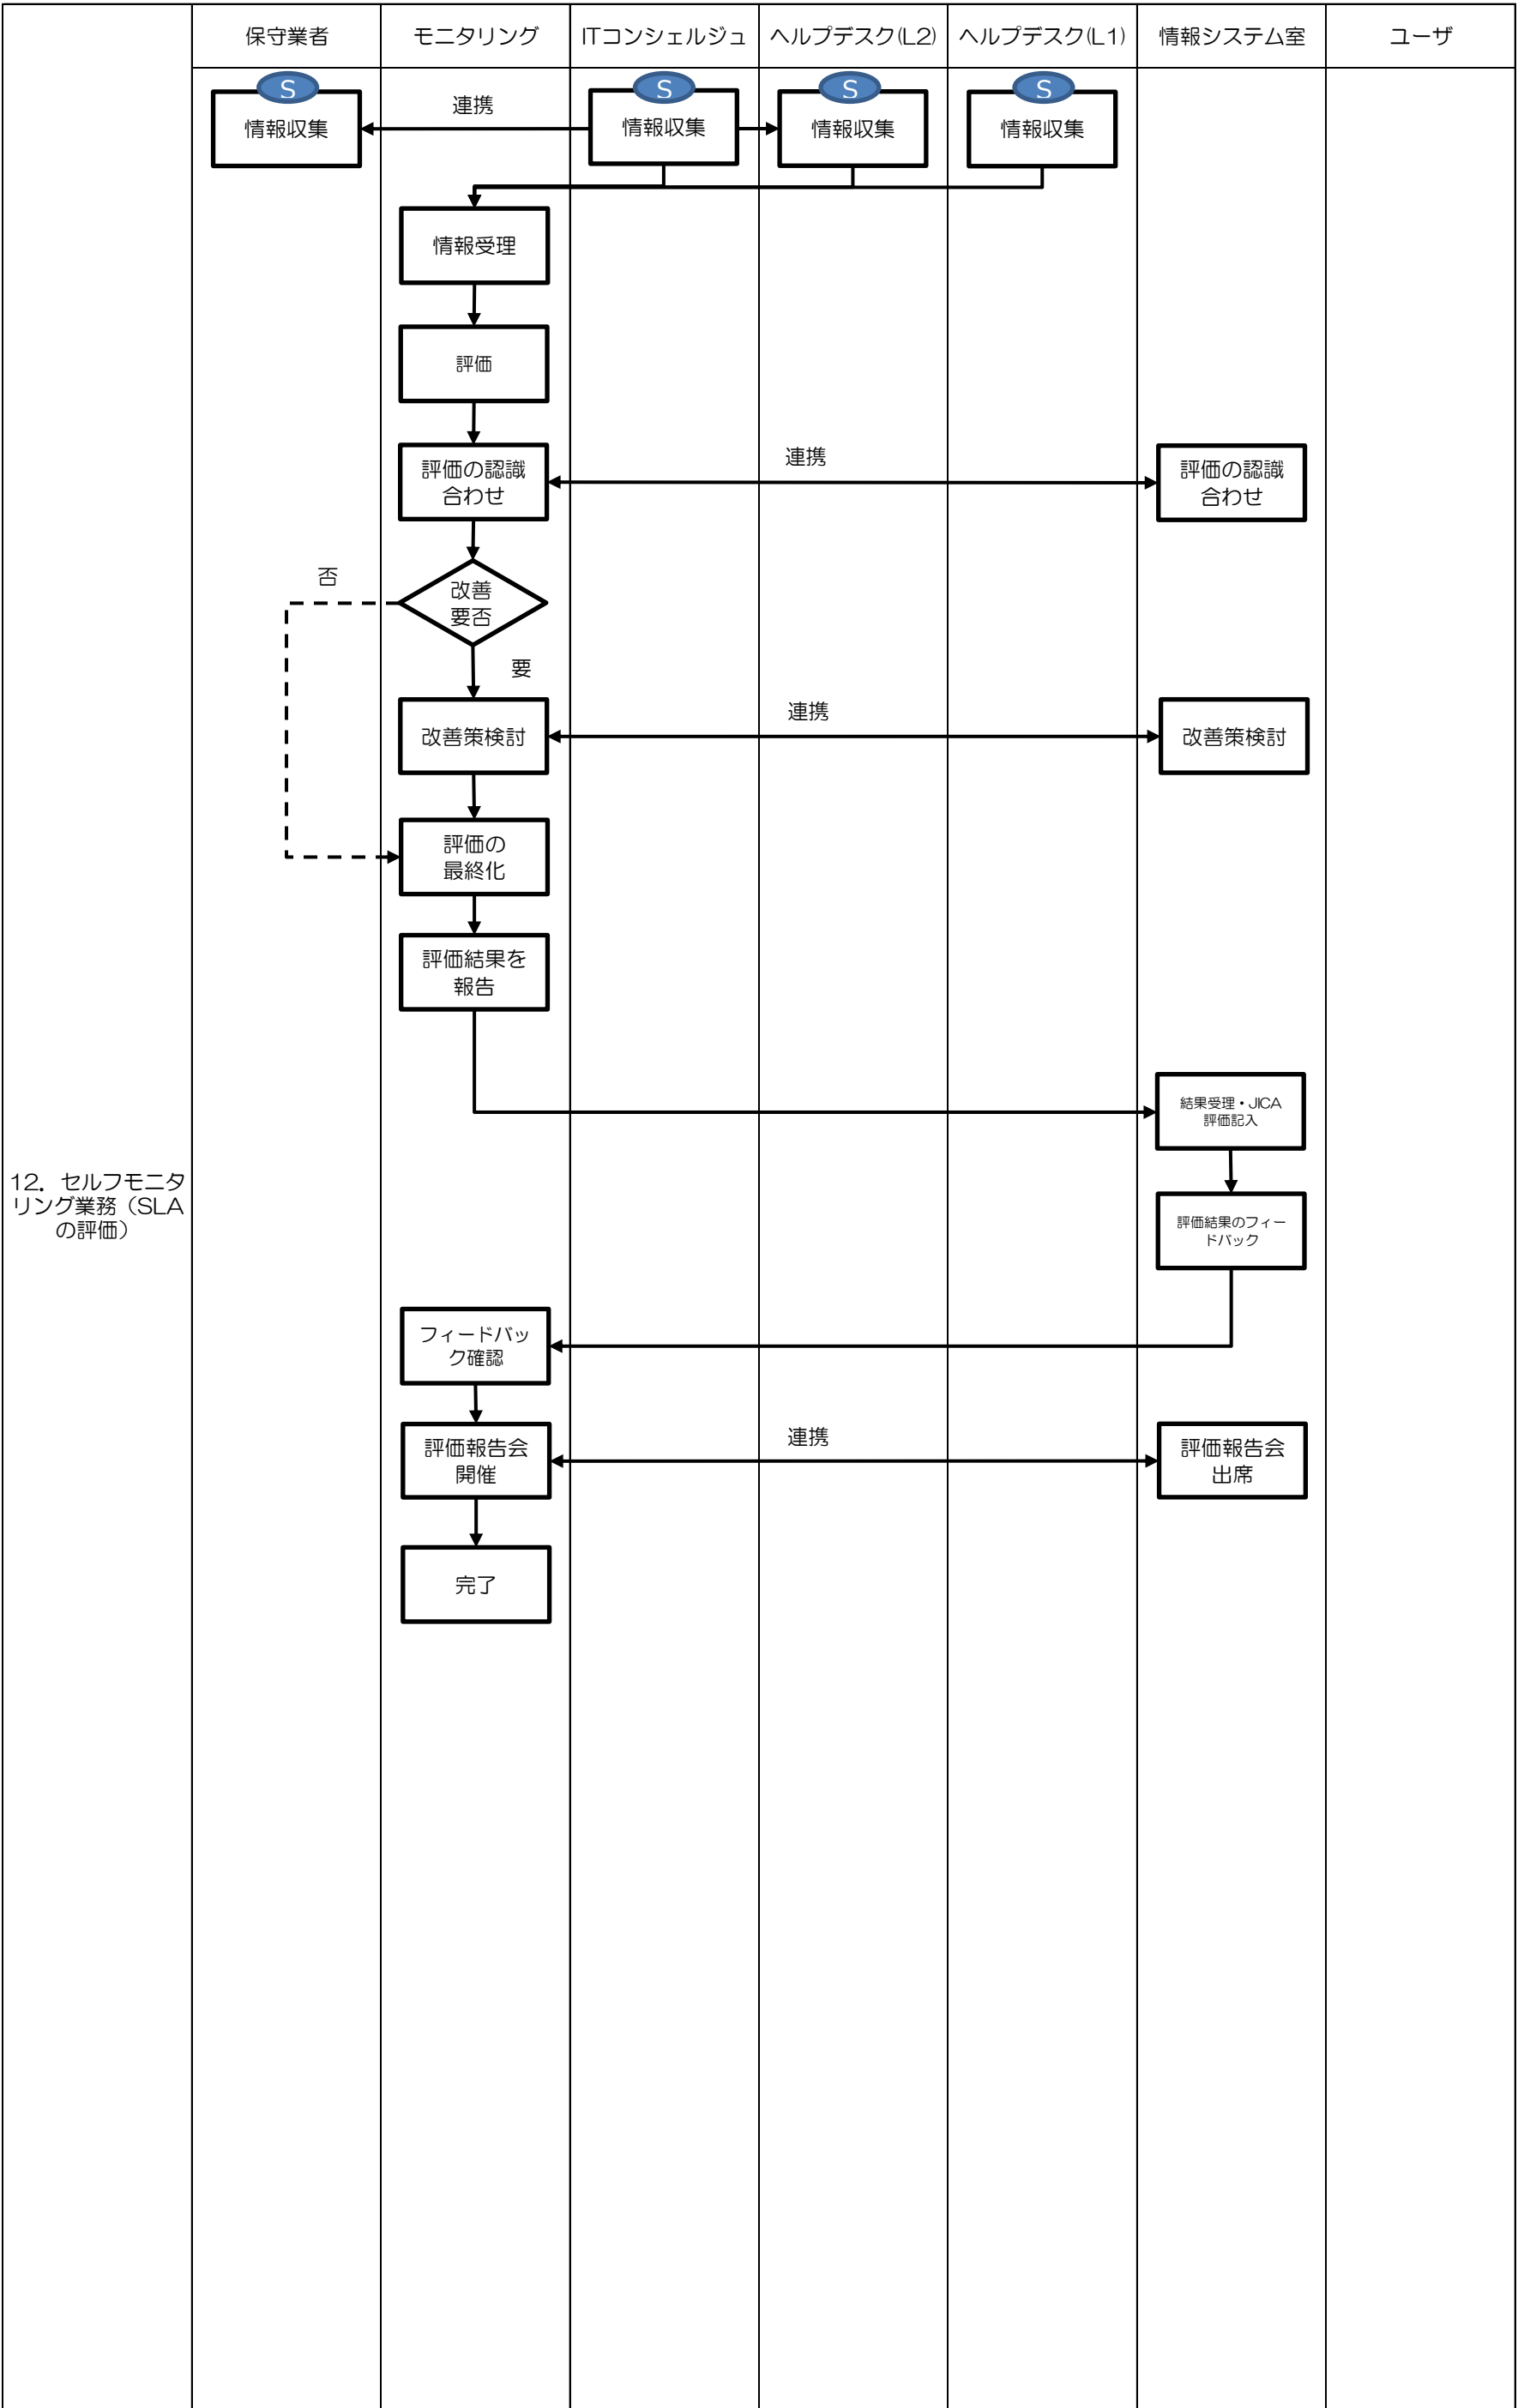 保守業者
モニタリング
ITコンシェルジュ
ヘルプデスク(L2)
ヘルプデスク(L1)
情報システム室
ユーザ
S
S
S
S
情報収集
連携
情報収集
情報収集
情報収集
情報受理
評価
評価の認識
合わせ
連携
評価の認識
合わせ
否
改善
要否
要
改善策検討
連携
改善策検討
評価の
最終化
評価結果を
報告
結果受理・JICA
評価記入
12．セルフモニタ
リング業務（SLA
の評価）
評価結果のフィー
ドバック
フィードバッ
ク確認
評価報告会
開催
連携
評価報告会
出席
完了